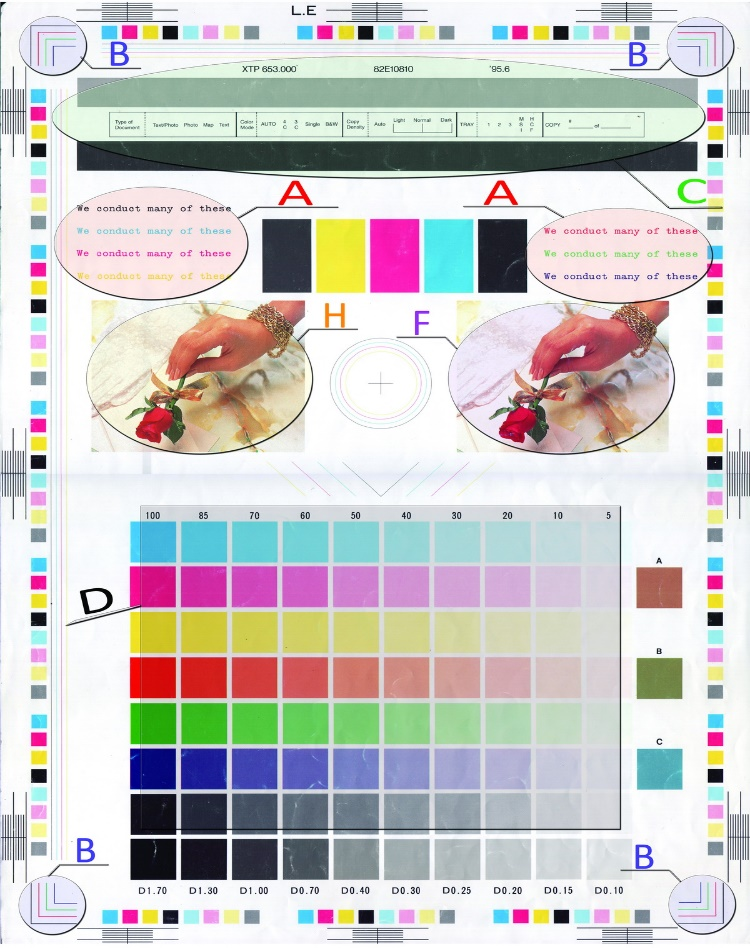 L.E
B
B
XTP 653.000
82E10810
'95.6
Type of Document Text/Photo Photo Map Text Color Mode AUTO 4C 3C Single B&W Copy Density Auto Light Normal Dark TRAY 1 2 3 MSI HCF COPY # of
C
A
A
We conduct many of these
We conduct many of these
We conduct many of these
We conduct many of these
We conduct many of these
We conduct many of these
We conduct many of these
H
F
100 85 70 60 50 40 30 20 10 5
A
D
B
C
D1.70 D1.30 D1.00 D0.70 D0.40 D0.30 D0.25 D0.20 D0.15 D0.10
B
B